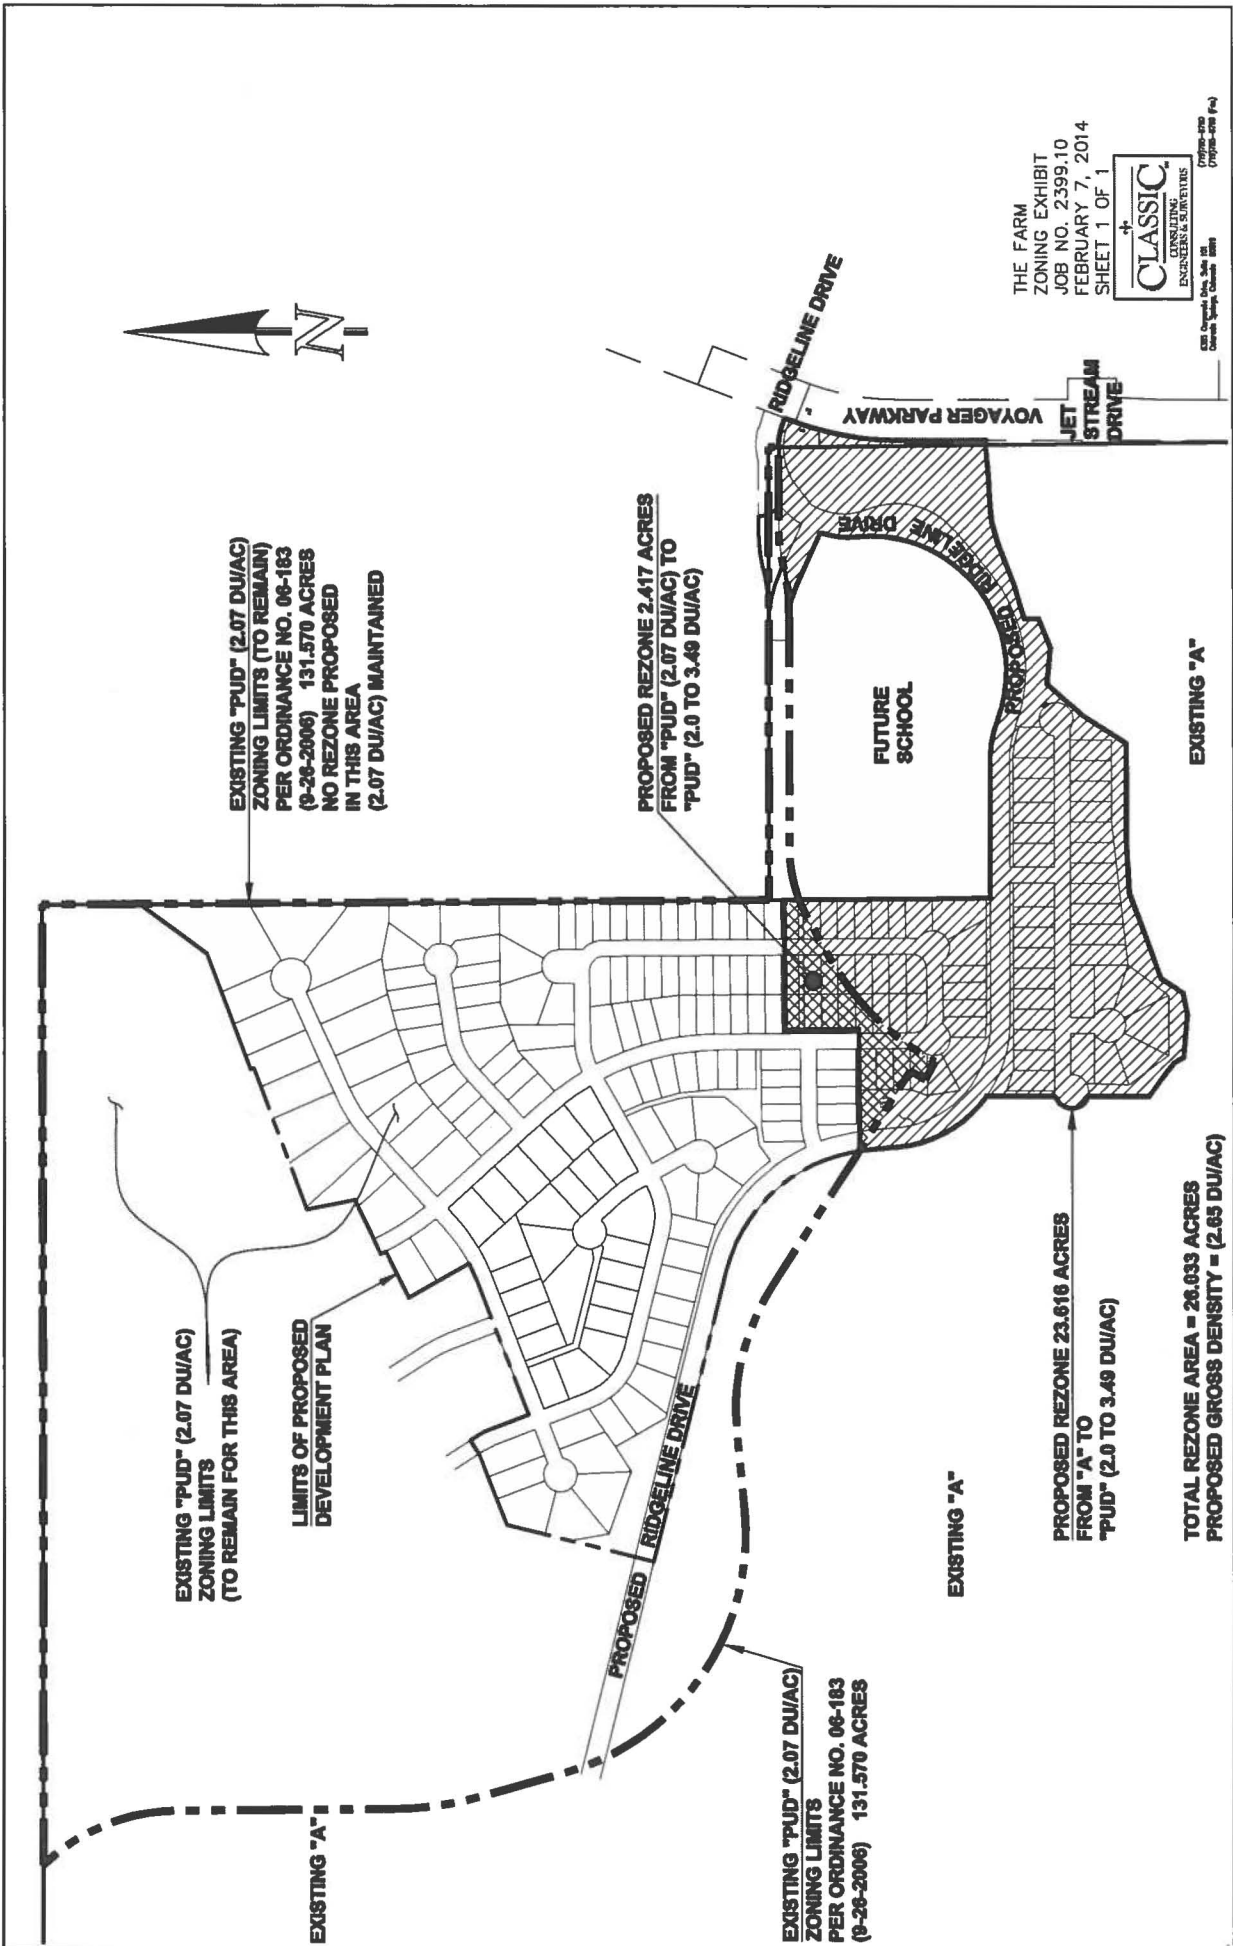 EXISTING "PUD" (2.07 DU/AC)
ZONING LIMITS
(TO REMAIN FOR THIS AREA)
LIMITS OF PROPOSED
DEVELOPMENT PLAN
EXISTING "PUD" (2.07 DU/AC)
ZONING LIMITS (TO REMAIN)
PER ORDINANCE NO. 06-183
(9-26-2006) 131.570 ACRES
NO REZONE PROPOSED
IN THIS AREA
(2.07 DU/AC) MAINTAINED
N
EXISTING "A"
PROPOSED RIDGELINE DRIVE
PROPOSED REZONE 2.417 ACRES
FROM "PUD" (2.07 DU/AC) TO
"PUD" (2.0 TO 3.49 DU/AC)
RIDGELINE DRIVE
VOYAGER PARKWAY
JET
STREAM
DRIVE
FUTURE
SCHOOL
PROPOSED RIDGELINE DRIVE
EXISTING "PUD" (2.07 DU/AC)
ZONING LIMITS
PER ORDINANCE NO. 06-183
(9-26-2006) 131.570 ACRES
EXISTING "A"
PROPOSED REZONE 23.616 ACRES
FROM "A" TO
"PUD" (2.0 TO 3.49 DU/AC)
EXISTING "A"
TOTAL REZONE AREA = 26.033 ACRES
PROPOSED GROSS DENSITY = (2.65 DU/AC)
THE FARM
ZONING EXHIBIT
JOB NO. 2399.10
FEBRUARY 7, 2014
SHEET 1 OF 1
CLASSIC
CONSULTING
ENGINEERS & SURVEYORS
Colorado Springs, Colorado